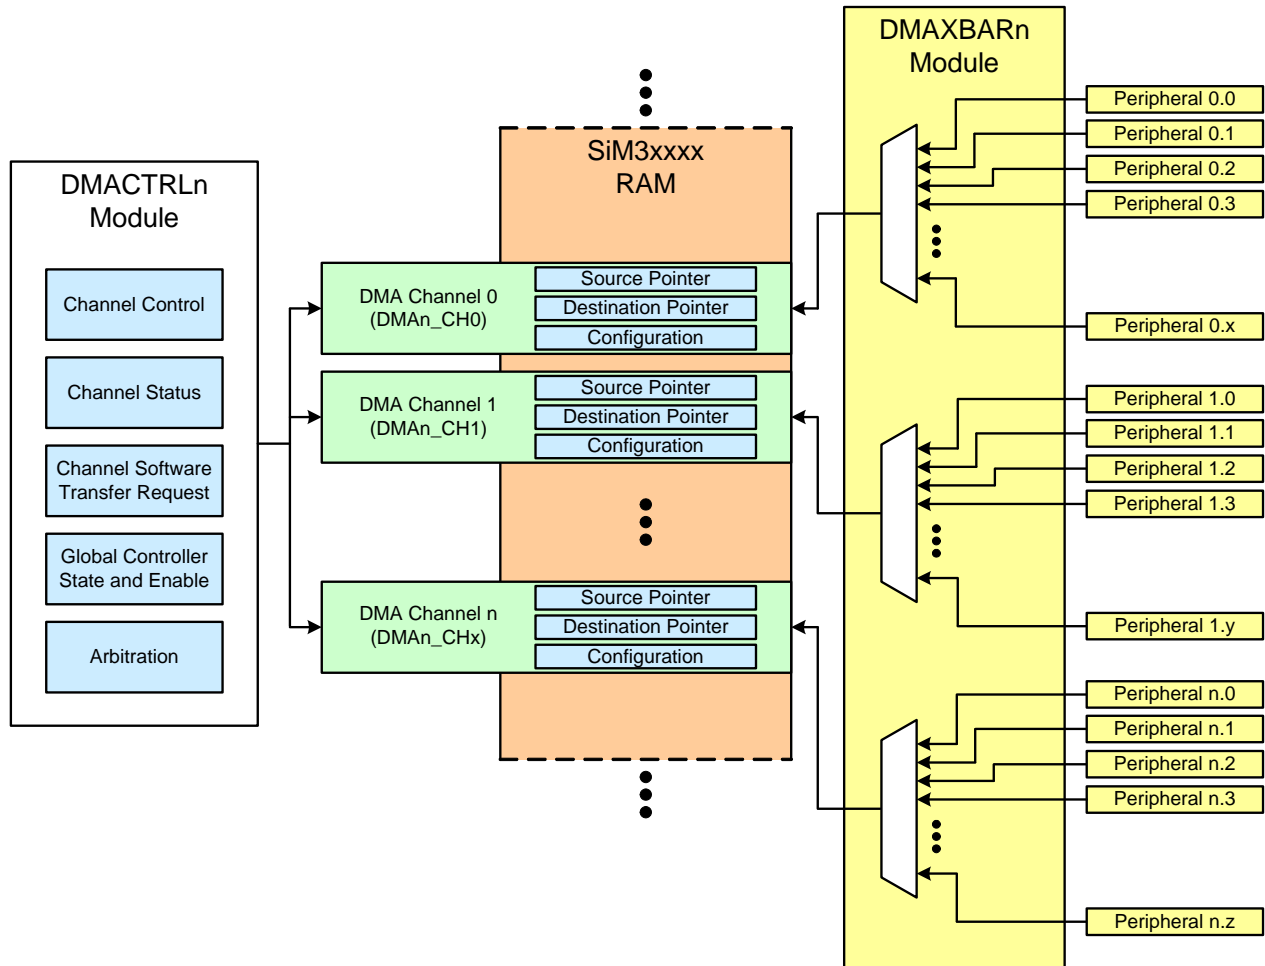 DMACTRLn
Module
Channel Control
Channel Status
Channel Software
Transfer Request
Global Controller
State and Enable
Arbitration
SiM3xxxx
RAM
DMA Channel 0
(DMAn_CH0)
Source Pointer
Destination Pointer
Configuration
DMA Channel 1
(DMAn_CH1)
Source Pointer
Destination Pointer
Configuration
DMA Channel n
(DMAn_CHx)
Source Pointer
Destination Pointer
Configuration
DMAXBARn
Module
Peripheral 0.0
Peripheral 0.1
Peripheral 0.2
Peripheral 0.3
Peripheral 0.x
Peripheral 1.0
Peripheral 1.1
Peripheral 1.2
Peripheral 1.3
Peripheral 1.y
Peripheral n.0
Peripheral n.1
Peripheral n.2
Peripheral n.3
Peripheral n.z